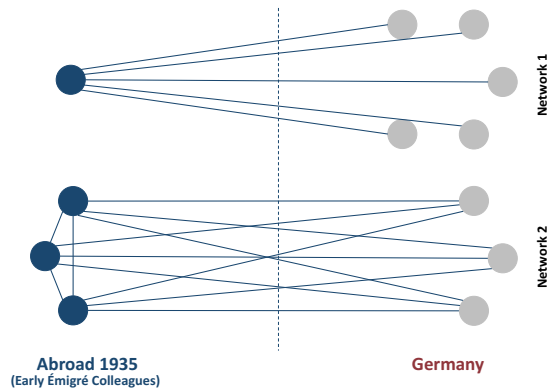 Network 1
Network 2
Abroad 1935
(Early Émigré Colleagues)
Germany